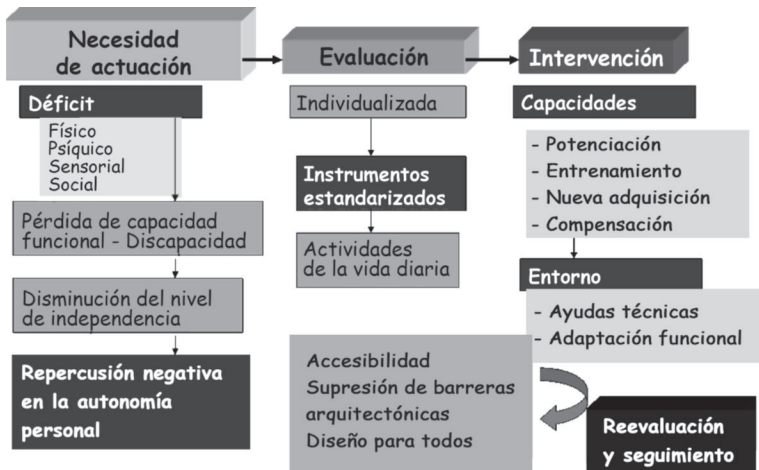 Necesidad
de actuación
Evaluación
Intervención
Déficit
Físico
Psíquico
Sensorial
Social
Pérdida de capacidad
funcional - Discapacidad
Disminución del nivel
de independencia
Repercusión negativa
en la autonomía
personal
Individualizada
Instrumentos
estandarizados
Actividades
de la vida diaria
Capacidades
- Potenciación
- Entrenamiento
- Nueva adquisición
- Compensación
Entorno
- Ayudas técnicas
- Adaptación funcional
Accesibilidad
Supresión de barreras
arquitectónicas
Diseño para todos
Reevaluación
y seguimiento